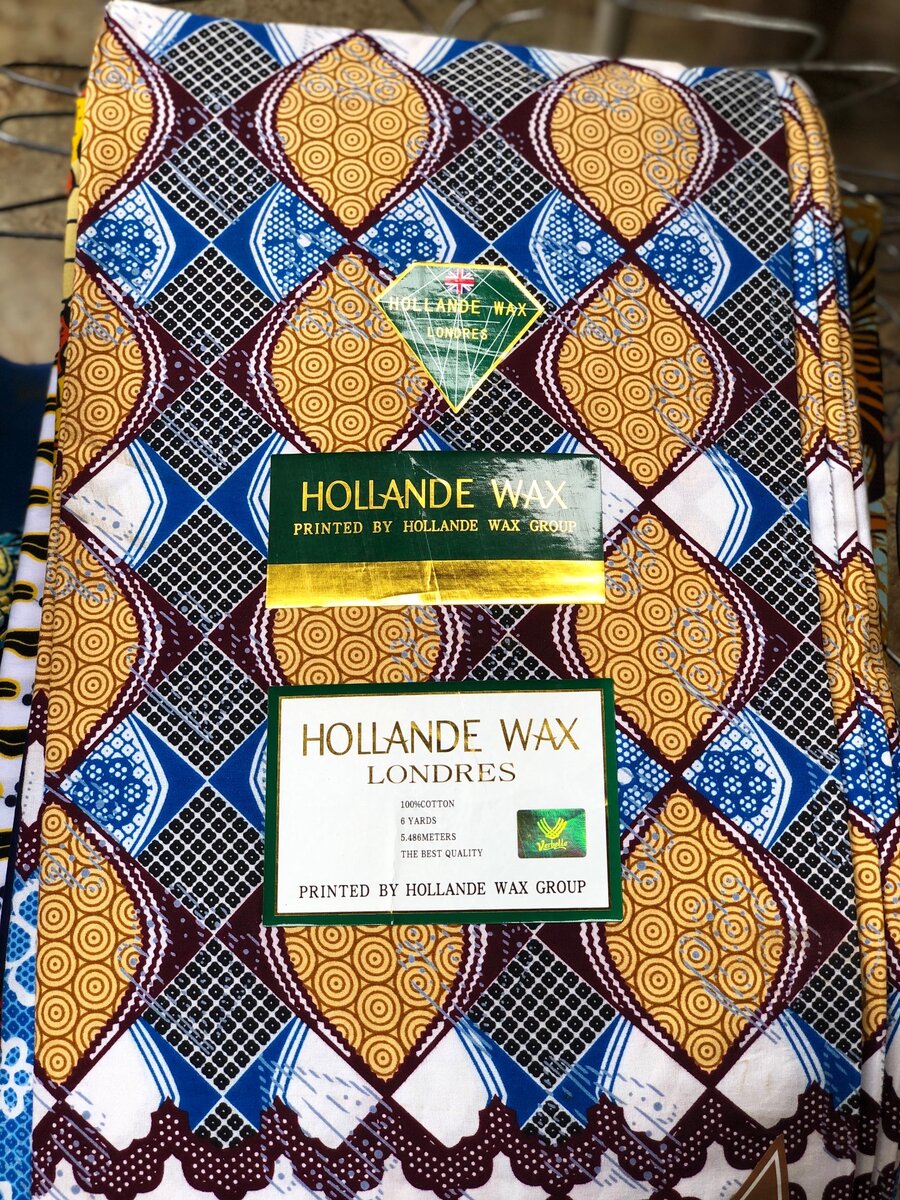 HOLLANDE WAX
LONDRES
HOLLANDE WAX
PRINTED BY HOLLANDE WAX GROUP
HOLLANDE WAX
LONDRES
100%COTTON
6 YARDS
5.486METERS
THE BEST QUALITY
Verbelle
PRINTED BY HOLLANDE WAX GROUP